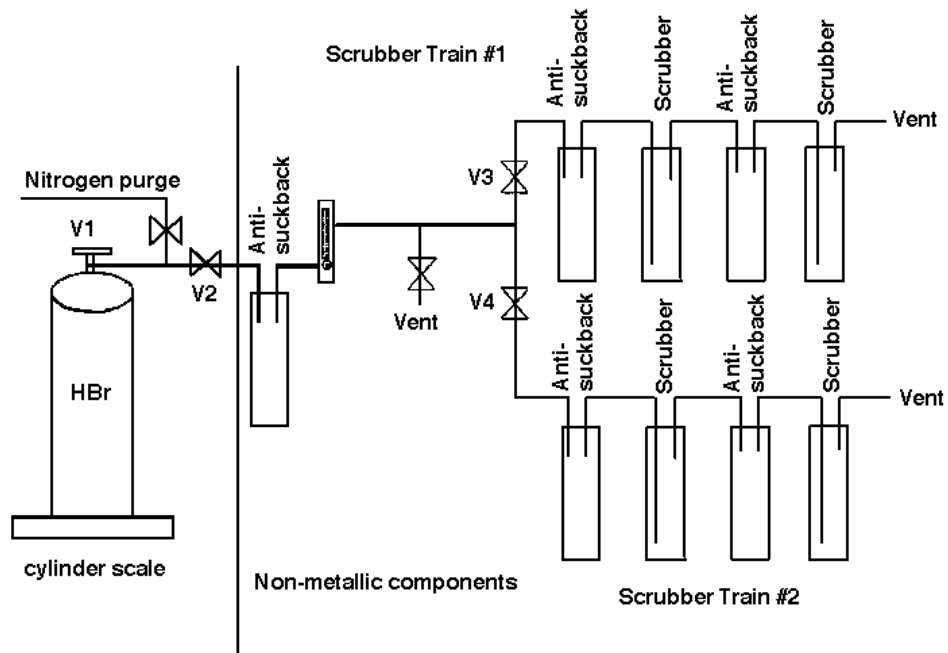 Scrubber Train #1
Anti-
suckback
Scrubber
Anti-
suckback
Scrubber
Vent
Nitrogen purge
V1
V2
Anti-
suckback
V3
Vent
V4
HBr
Anti-
suckback
Scrubber
Anti-
suckback
Scrubber
Vent
cylinder scale
Non-metallic components
Scrubber Train #2